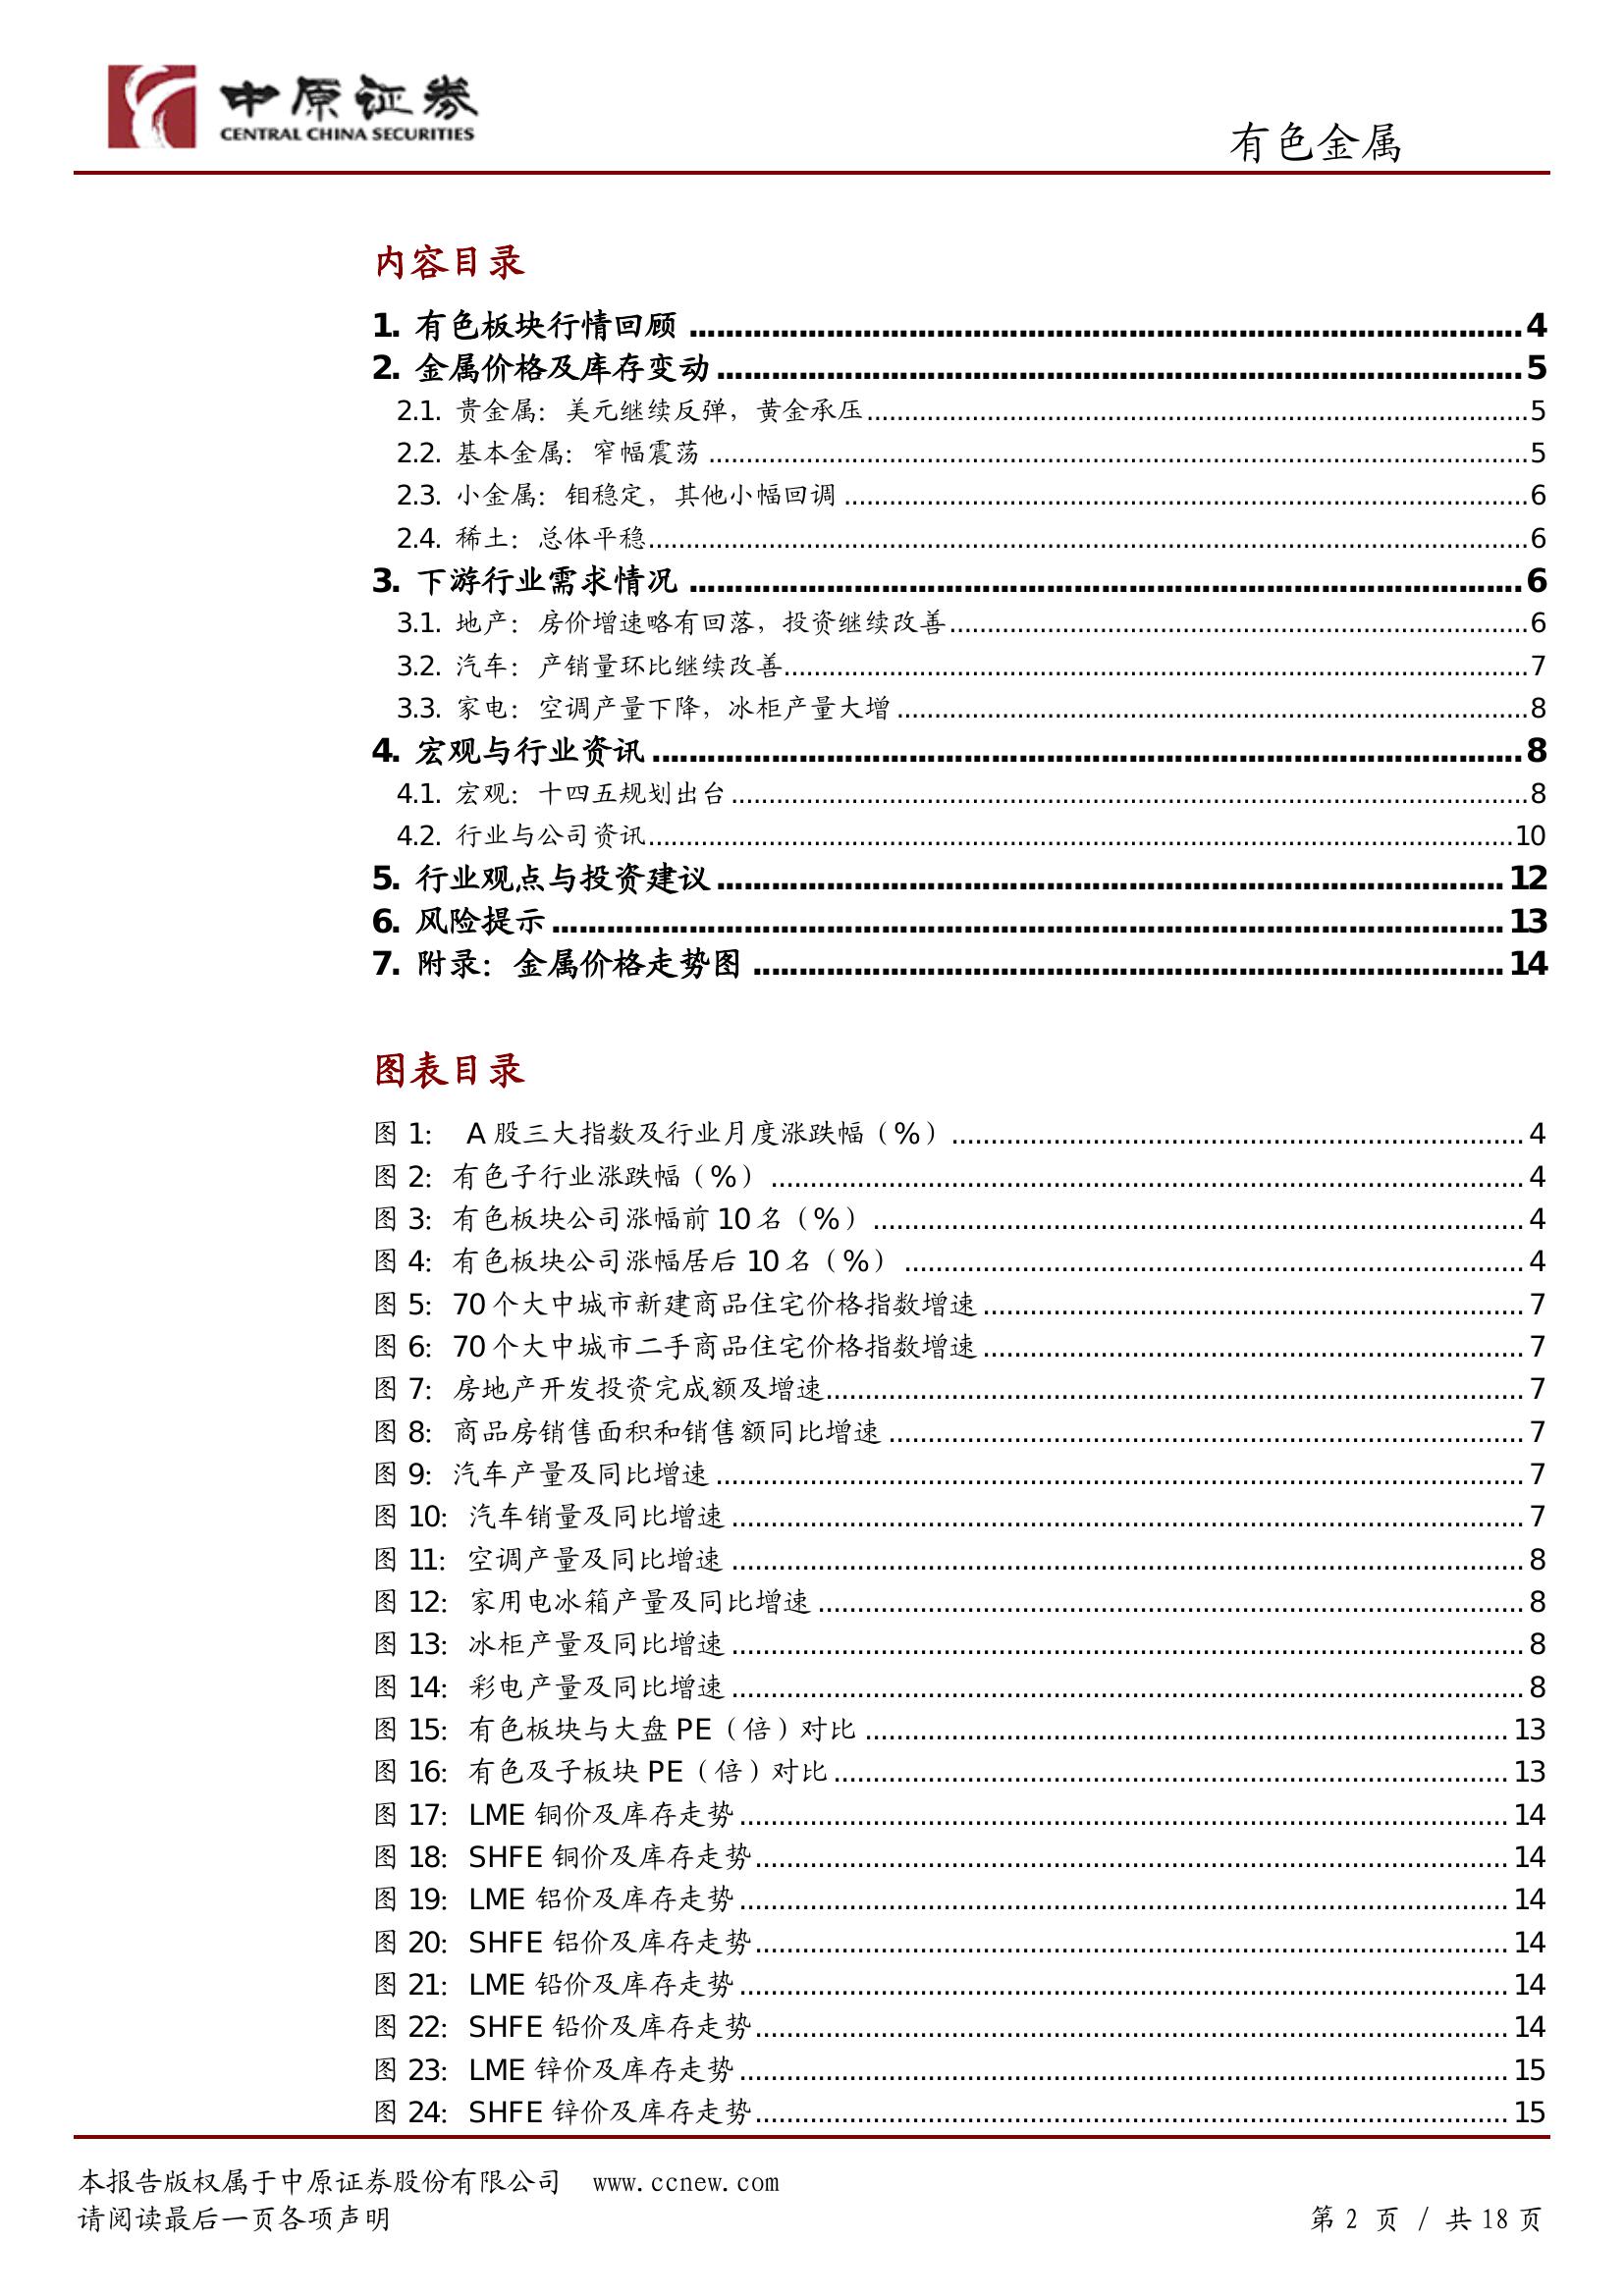 中原证券
CENTRAL CHINA SECURITIES
有色金属
内容目录
1. 有色板块行情回顾 ........ 4
2. 金属价格及库存变动 ........ 5
2.1. 贵金属：美元继续反弹，黄金承压 ........ 5
2.2. 基本金属：窄幅震荡 ........ 5
2.3. 小金属：钼稳定，其他小幅回调 ........ 6
2.4. 稀土：总体平稳 ........ 6
3. 下游行业需求情况 ........ 6
3.1. 地产：房价增速略有回落，投资继续改善 ........ 6
3.2. 汽车：产销量环比继续改善 ........ 7
3.3. 家电：空调产量下降，冰柜产量大增 ........ 8
4. 宏观与行业资讯 ........ 8
4.1. 宏观：十四五规划出台 ........ 8
4.2. 行业与公司资讯 ........ 10
5. 行业观点与投资建议 ........ 12
6. 风险提示 ........ 13
7. 附录：金属价格走势图 ........ 14
图表目录
图 1: A 股三大指数及行业月度涨跌幅（%） ........ 4
图 2: 有色子行业涨跌幅（%） ........ 4
图 3: 有色板块公司涨幅前 10 名（%） ........ 4
图 4: 有色板块公司涨幅居后 10 名（%） ........ 4
图 5: 70 个大中城市新建商品住宅价格指数增速 ........ 7
图 6: 70 个大中城市二手商品住宅价格指数增速 ........ 7
图 7: 房地产开发投资完成额及增速 ........ 7
图 8: 商品房销售面积和销售额同比增速 ........ 7
图 9: 汽车产量及同比增速 ........ 7
图 10: 汽车销量及同比增速 ........ 7
图 11: 空调产量及同比增速 ........ 8
图 12: 家用电冰箱产量及同比增速 ........ 8
图 13: 冰柜产量及同比增速 ........ 8
图 14: 彩电产量及同比增速 ........ 8
图 15: 有色板块与大盘 PE（倍）对比 ........ 13
图 16: 有色及子板块 PE（倍）对比 ........ 13
图 17: LME 铜价及库存走势 ........ 14
图 18: SHFE 铜价及库存走势 ........ 14
图 19: LME 铝价及库存走势 ........ 14
图 20: SHFE 铝价及库存走势 ........ 14
图 21: LME 铅价及库存走势 ........ 14
图 22: SHFE 铅价及库存走势 ........ 14
图 23: LME 锌价及库存走势 ........ 15
图 24: SHFE 锌价及库存走势 ........ 15
本报告版权属于中原证券股份有限公司 www.ccnew.com
请阅读最后一页各项声明 第 2 页 / 共 18 页